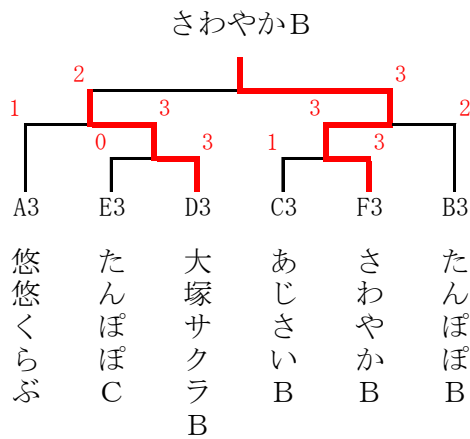 さわやかＢ
2 3
1 3 3 2
0 3 1 3
A3 E3 D3 C3 F3 B3
悠悠くらぶ
たんぽぽＣ
大塚サクラＢ
あじさいＢ
さわやかＢ
たんぽぽＢ